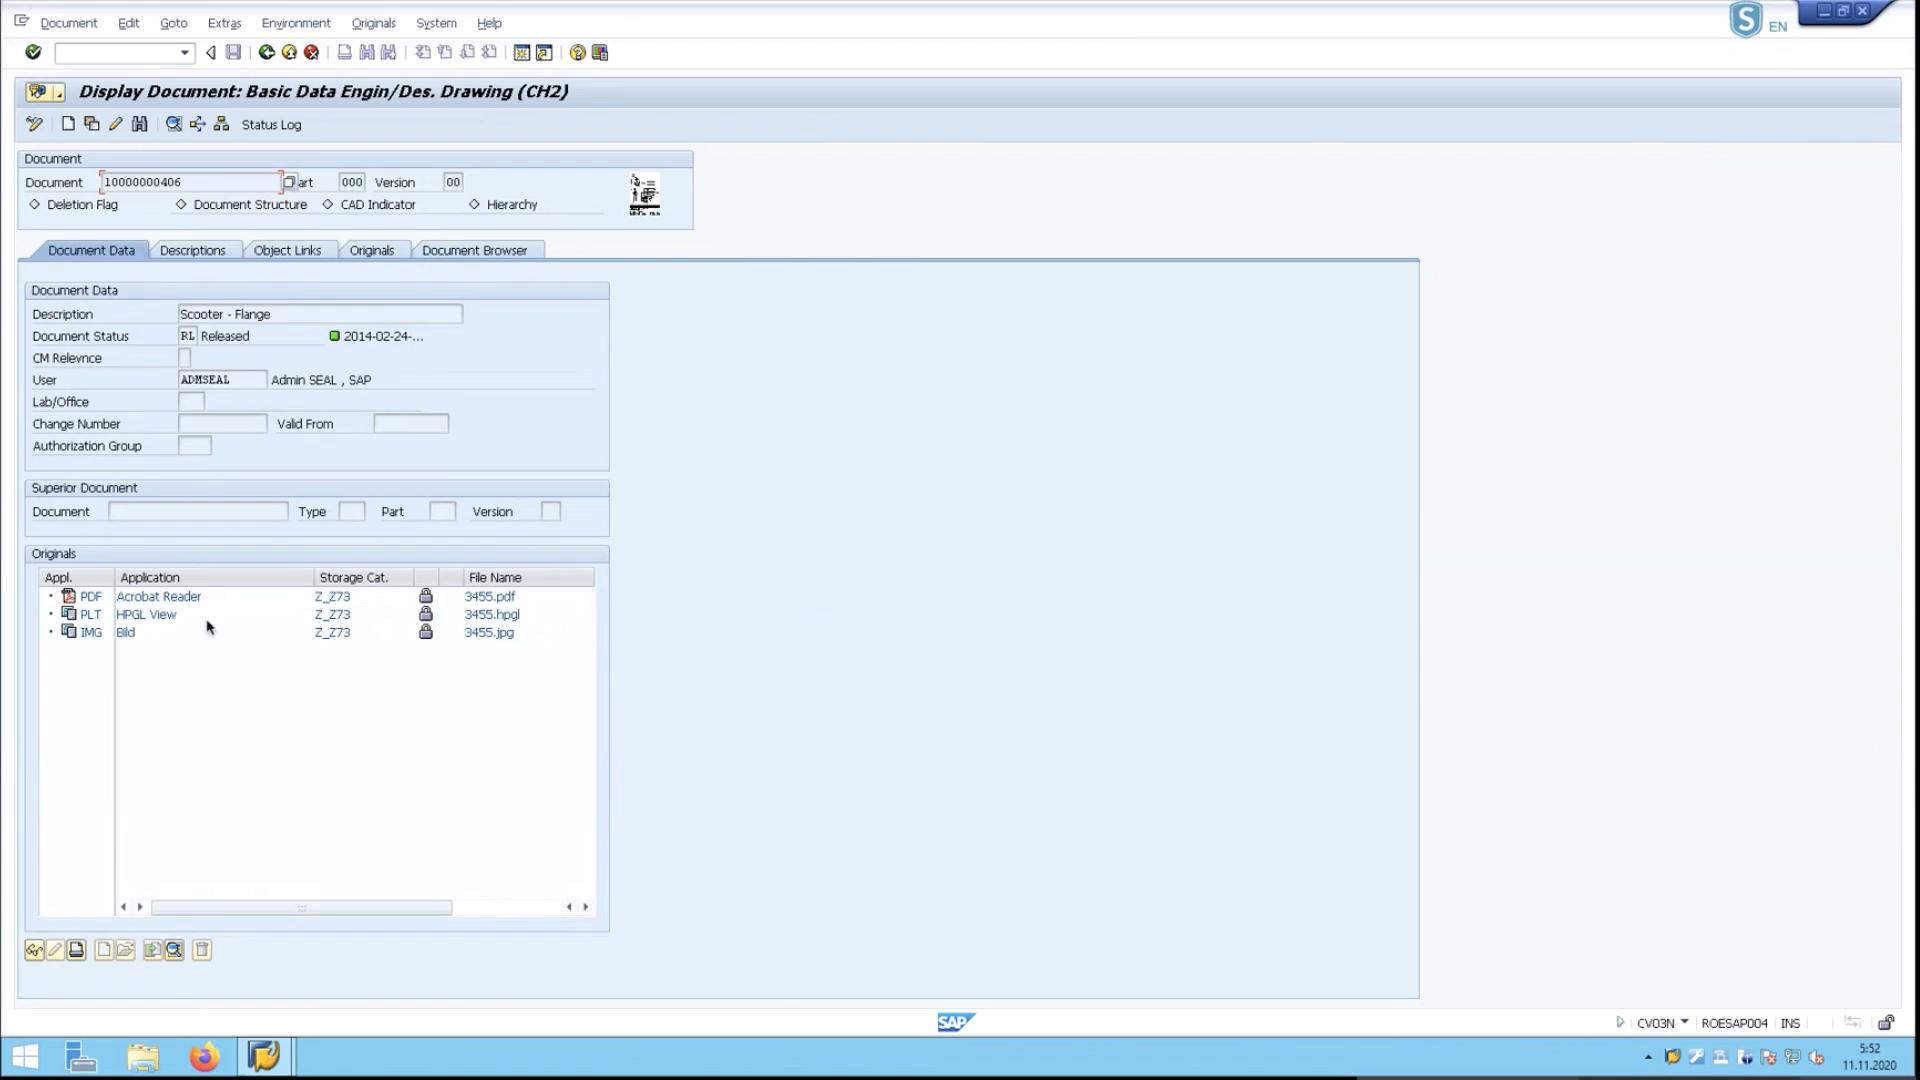 Document Edit Goto Extras Environment Originals System Help
S EN
Display Document: Basic Data Engin/Des. Drawing (CH2)
Status Log
Document
Document 10000000406 art 000 Version 00
Deletion Flag Document Structure CAD Indicator Hierarchy
Document Data Descriptions Object Links Originals Document Browser
Document Data
Description Scooter - Flange
Document Status RL Released 2014-02-24-...
CM Relevnce
User ADMSEAL Admin SEAL , SAP
Lab/Office
Change Number Valid From
Authorization Group
Superior Document
Document Type Part Version
Originals
Appl. Application Storage Cat. File Name
PDF Acrobat Reader Z_Z73 3455.pdf
PLT HPGL View Z_Z73 3455.hpgl
IMG Bild Z_Z73 3455.jpg
SAP
CV03N ROESAP004 INS
5:52
11.11.2020